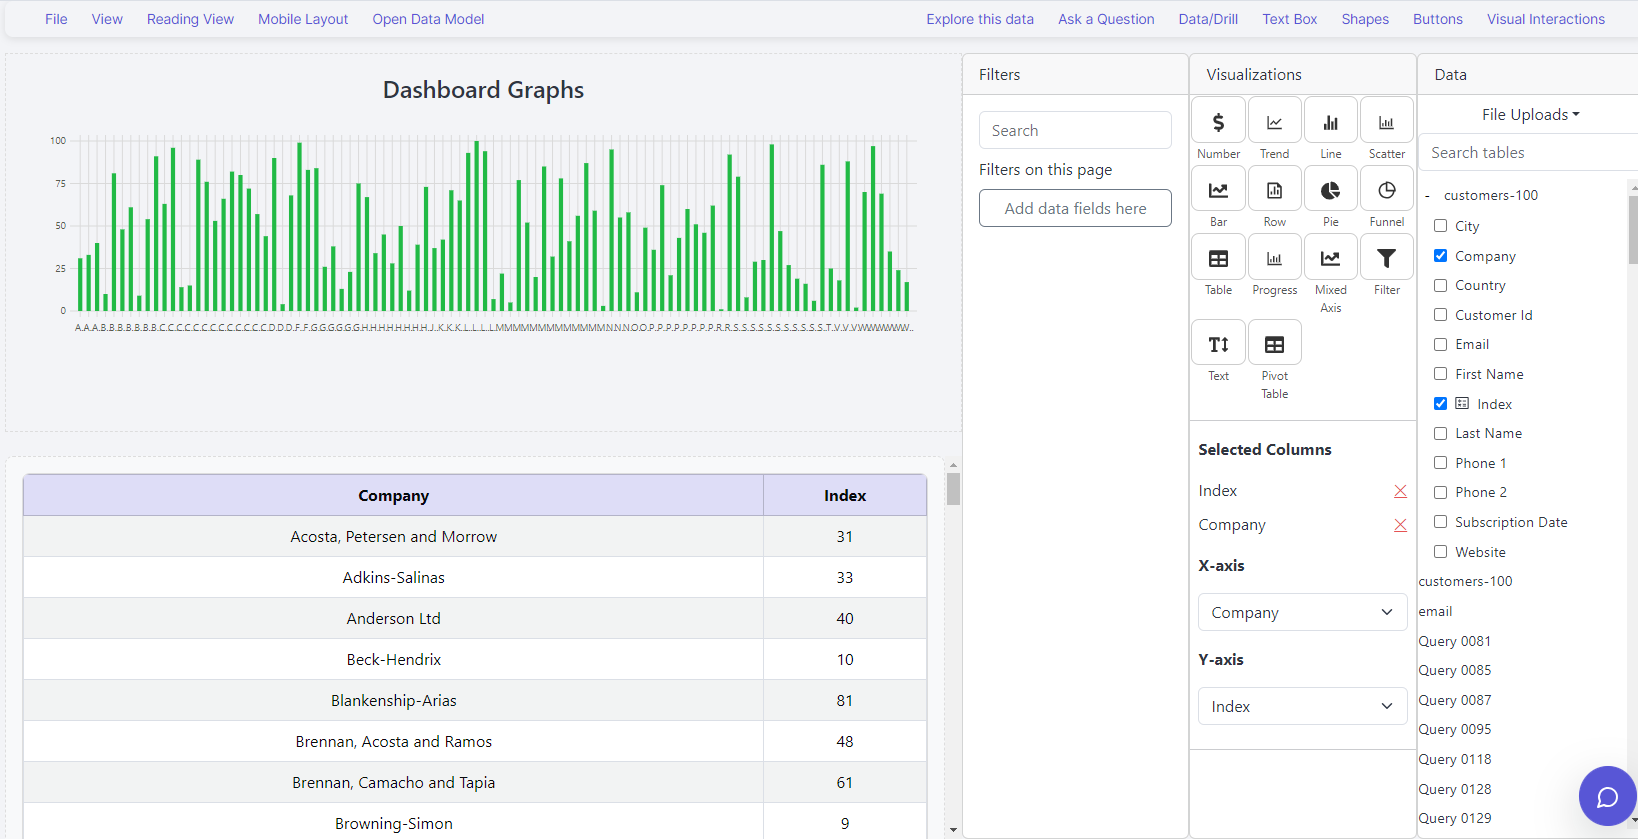 File View Reading View Mobile Layout Open Data Model Explore this data Ask a Question Data/Drill Text Box Shapes Buttons Visual Interactions
Dashboard Graphs
100
75
50
25
0
Company Index
Acosta, Petersen and Morrow 31
Adkins-Salinas 33
Anderson Ltd 40
Beck-Hendrix 10
Blankenship-Arias 81
Brennan, Acosta and Ramos 48
Brennan, Camacho and Tapia 61
Browning-Simon 9
Filters
Search
Filters on this page
Add data fields here
Visualizations
Number Trend Line Scatter
Bar Row Pie Funnel
Table Progress Mixed Axis Filter
Text Pivot Table
Selected Columns
Index
Company
X-axis
Company
Y-axis
Index
Data
File Uploads
Search tables
- customers-100
City
Company
Country
Customer Id
Email
First Name
Index
Last Name
Phone 1
Phone 2
Subscription Date
Website
customers-100
email
Query 0081
Query 0085
Query 0087
Query 0095
Query 0118
Query 0128
Query 0129